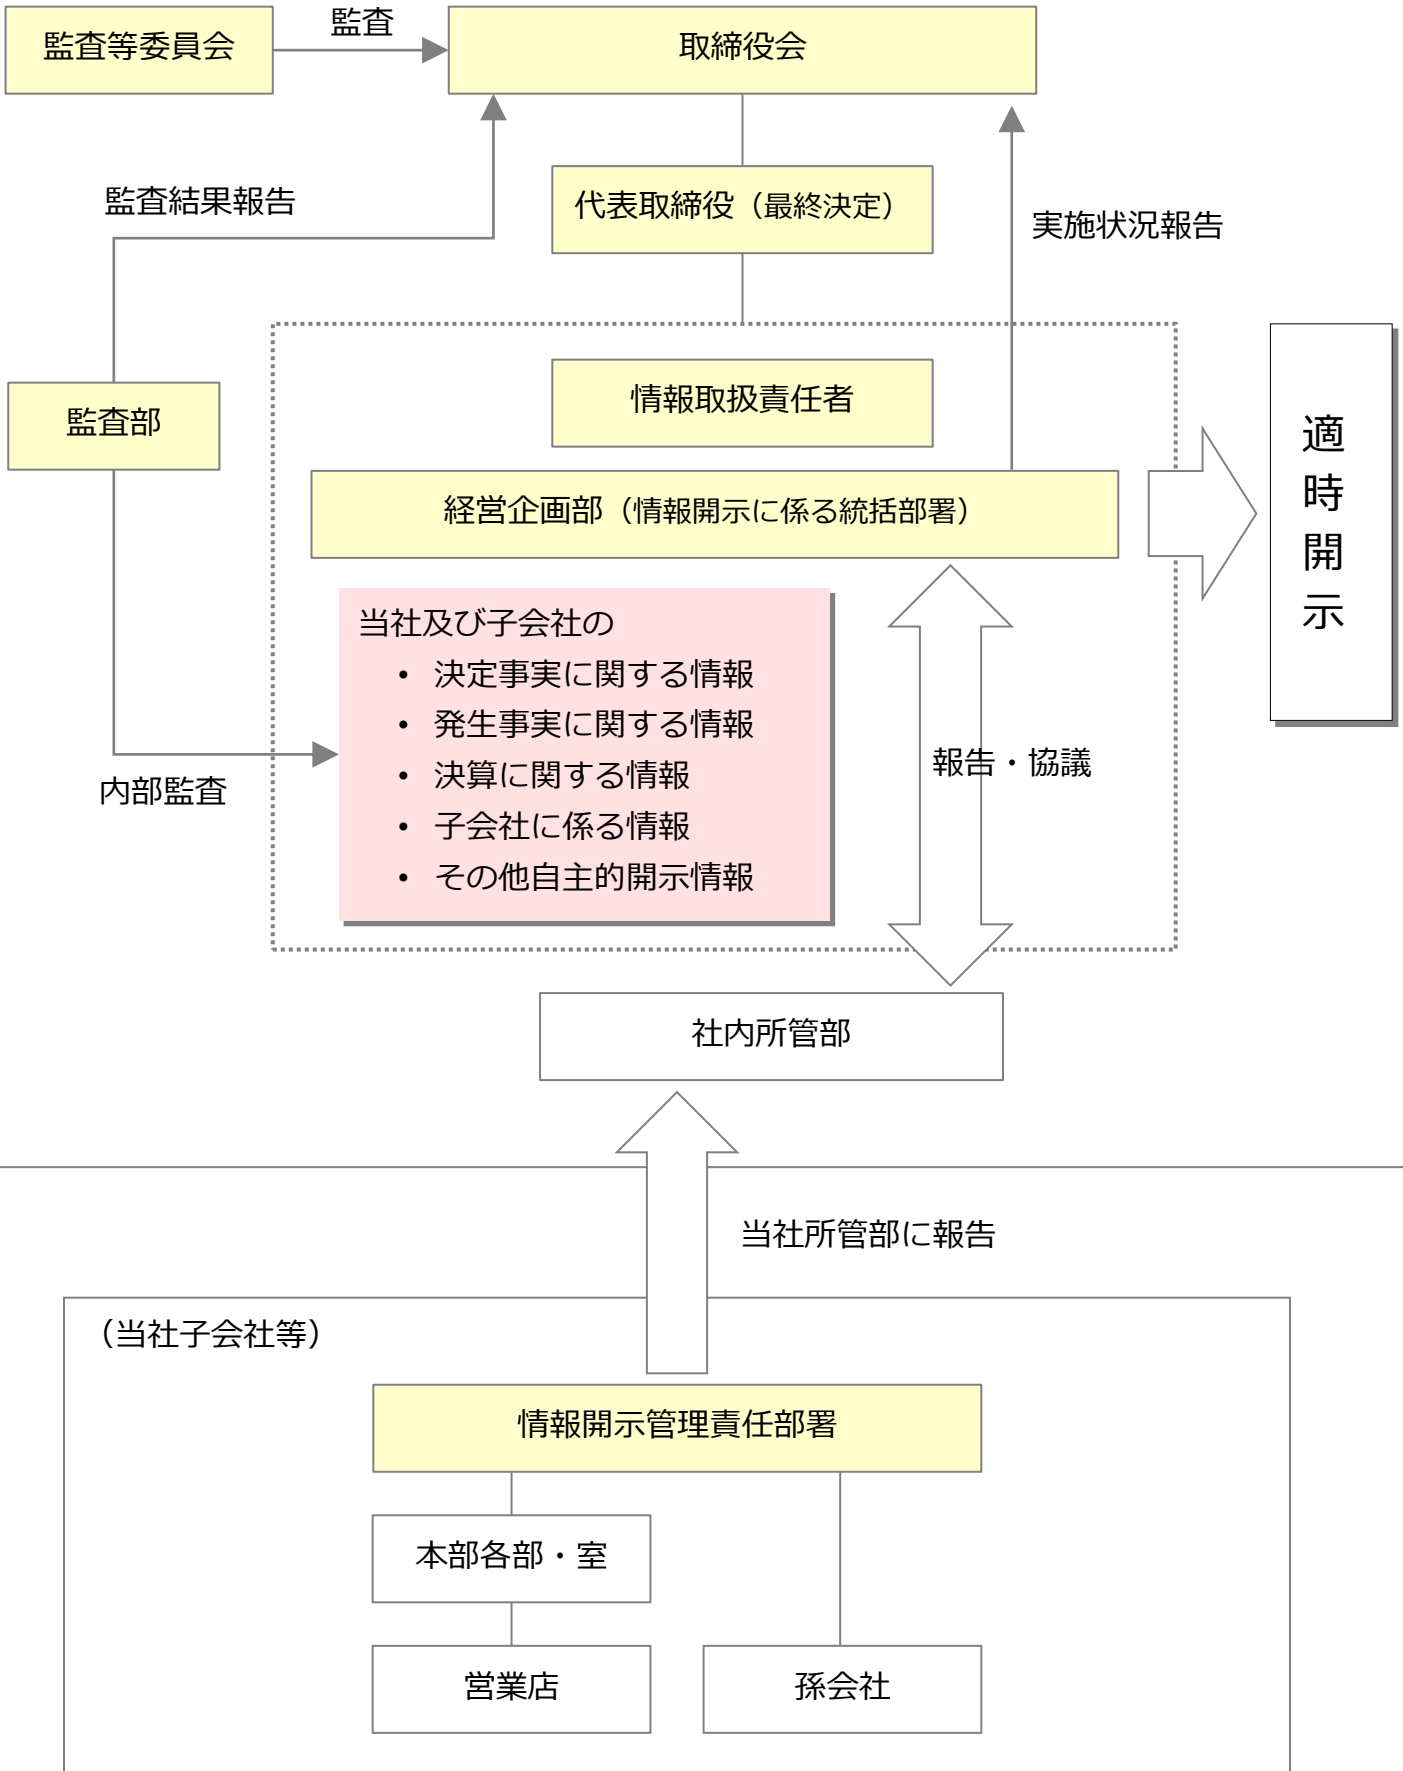 監査等委員会
監査
取締役会
監査結果報告
代表取締役（最終決定）
実施状況報告
情報取扱責任者
監査部
経営企画部（情報開示に係る統括部署）
適時開示
当社及び子会社の
• 決定事実に関する情報
• 発生事実に関する情報
• 決算に関する情報
• 子会社に係る情報
• その他自主的開示情報
報告・協議
内部監査
社内所管部
当社所管部に報告
（当社子会社等）
情報開示管理責任部署
本部各部・室
営業店
孫会社